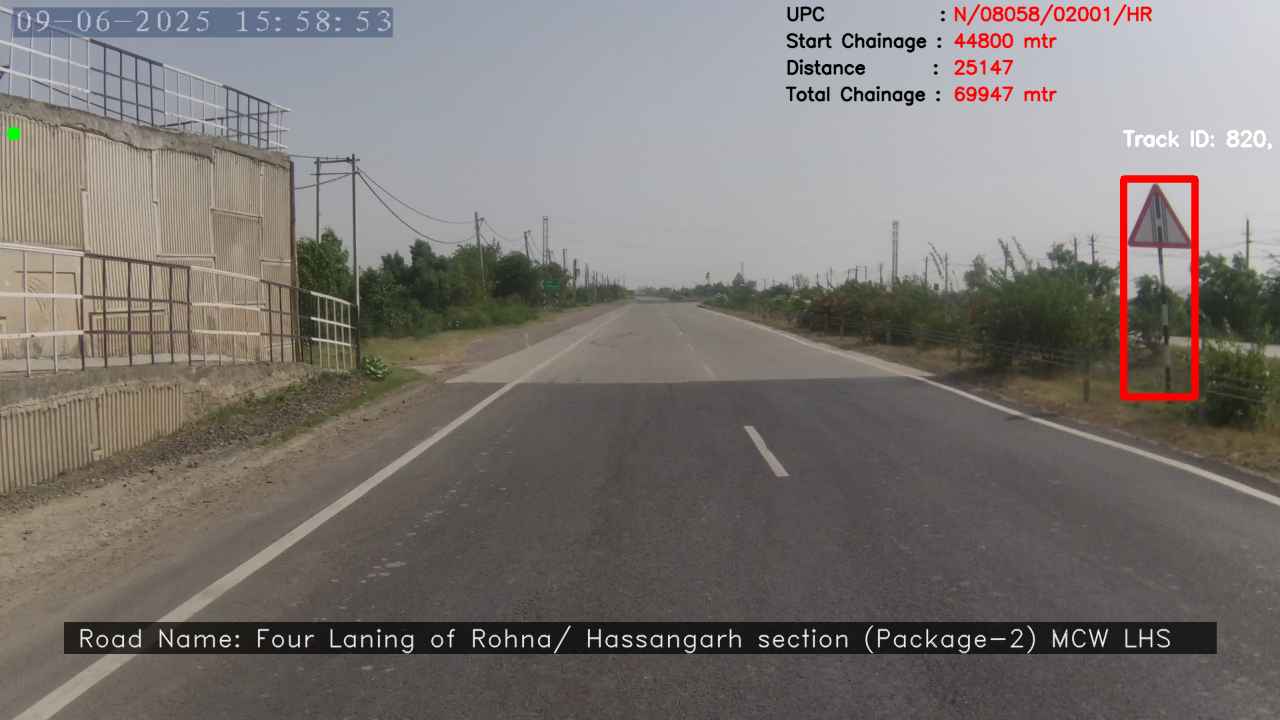 09-06-2025 15:58:53
UPC : N/08058/02001/HR
Start Chainage : 44800 mtr
Distance : 25147
Total Chainage : 69947 mtr
Track ID: 820,
Road Name: Four Laning of Rohna/ Hassangarh section (Package-2) MCW LHS